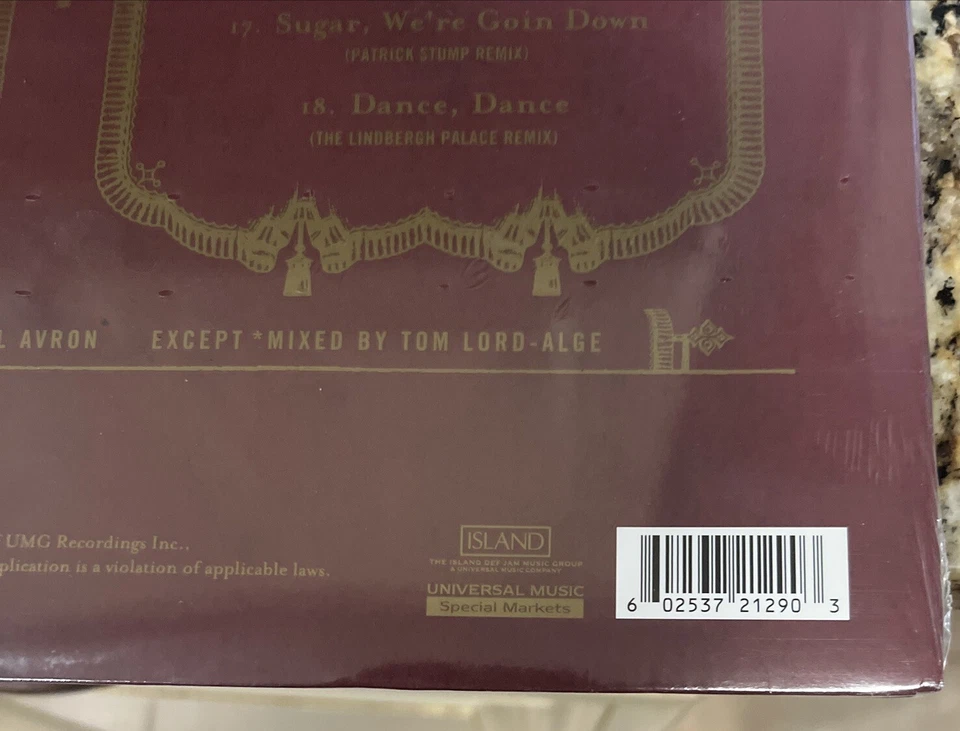 17. Sugar, We're Goin Down
(PATRICK STUMP REMIX)
18. Dance, Dance
(THE LINDBERGH PALACE REMIX)
L AVRON EXCEPT *MIXED BY TOM LORD-ALGE
UMG Recordings Inc.,
plication is a violation of applicable laws.
ISLAND
THE ISLAND DEF JAM MUSIC GROUP
A UNIVERSAL MUSIC COMPANY
UNIVERSAL MUSIC
Special Markets
6 02537 21290 3